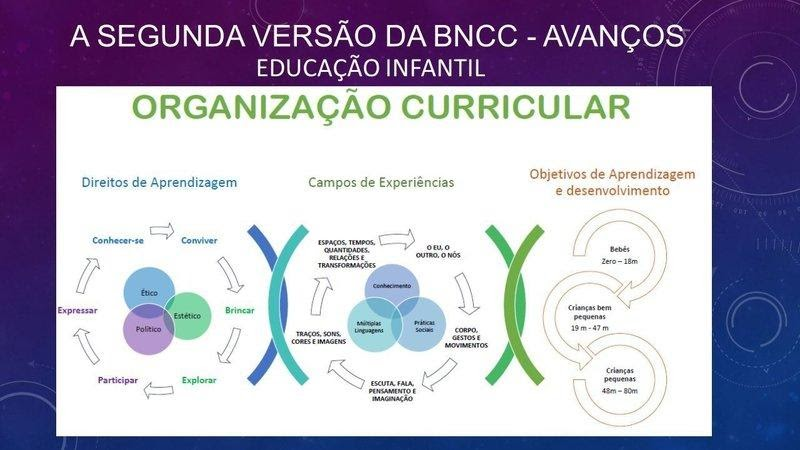 A SEGUNDA VERSÃO DA BNCC - AVANÇOS
EDUCAÇÃO INFANTIL
ORGANIZAÇÃO CURRICULAR
Direitos de Aprendizagem
Conhecer-se
Conviver
Brincar
Explorar
Participar
Expressar
Ético
Estético
Político
Campos de Experiências
ESPAÇOS, TEMPOS,
QUANTIDADES,
RELAÇÕES E
TRANSFORMAÇÕES
O EU, O
OUTRO, O NÓS
CORPO,
GESTOS E
MOVIMENTOS
ESCUTA, FALA,
PENSAMENTO E
IMAGINAÇÃO
TRAÇOS, SONS,
CORES E IMAGENS
Conhecimento
Múltiplas
Linguagens
Práticas
Sociais
Objetivos de Aprendizagem
e desenvolvimento
Bebês
Zero – 18m
Crianças bem
pequenas
19 m - 47 m
Crianças
pequenas
48m – 80m